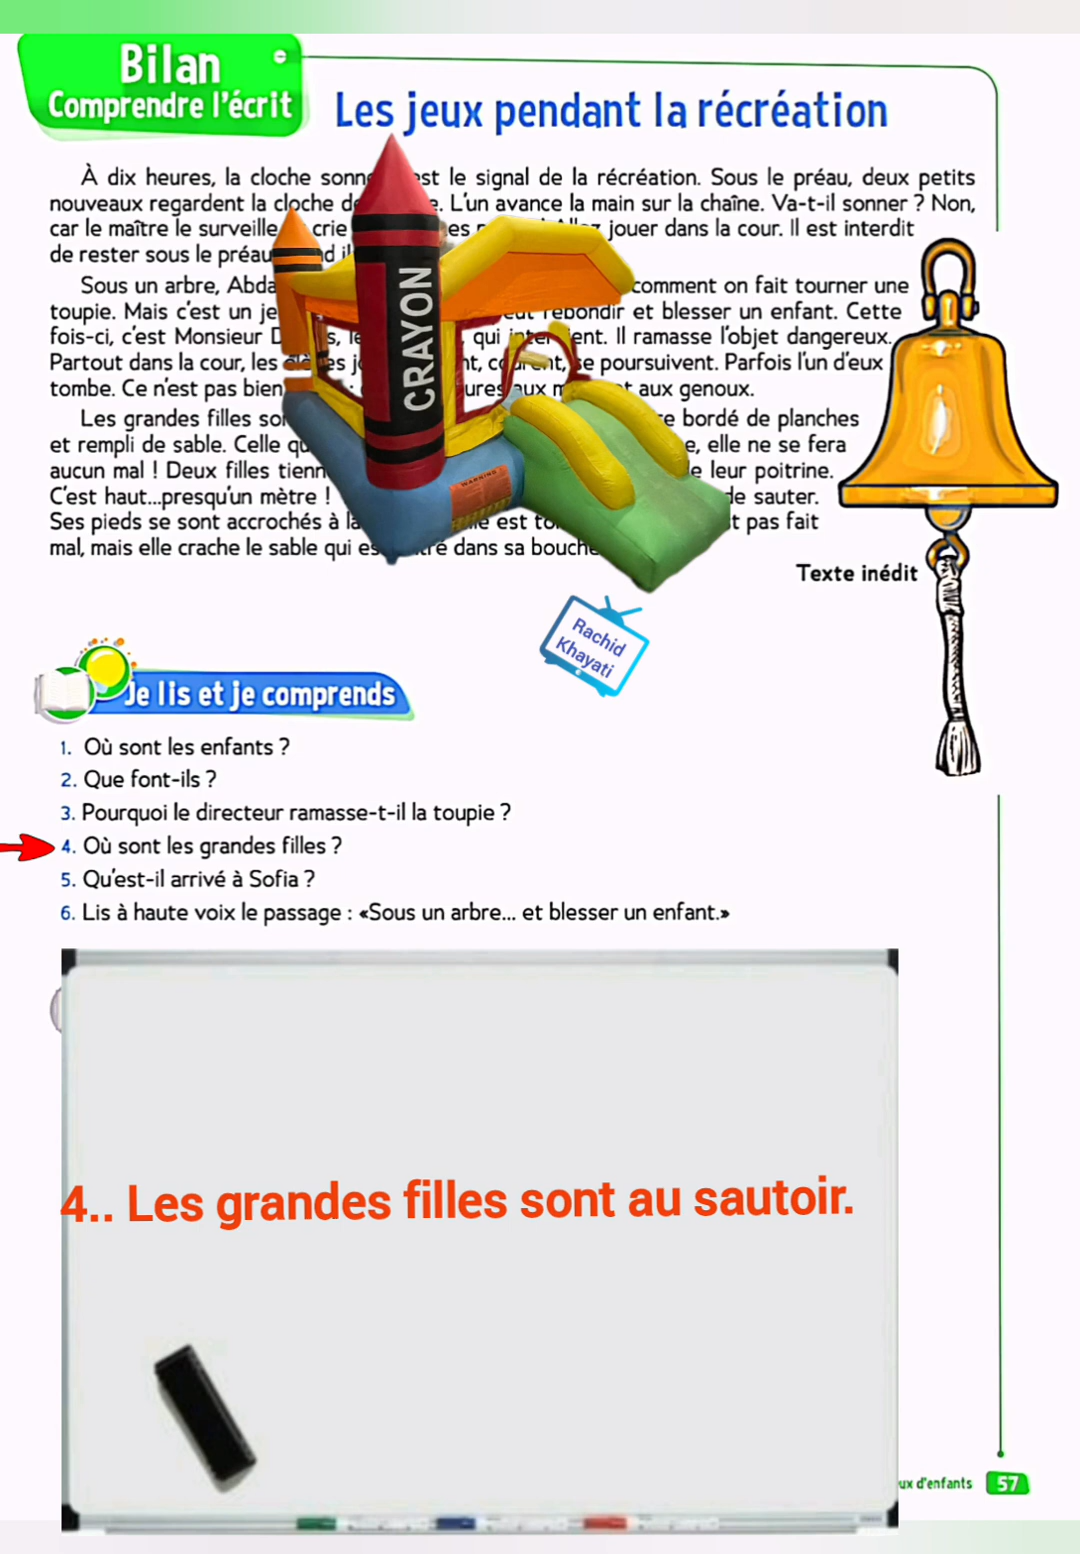 Bilan
Comprendre l'écrit
Les jeux pendant la récréation
À dix heures, la cloche sonne est le signal de la récréation. Sous le préau, deux petits
nouveaux regardent la cloche L'un avance la main sur la chaîne. Va-t-il sonner ? Non,
car le maître le surveille crie jouer dans la cour. Il est interdit
de rester sous le préau
Sous un arbre, comment on fait tourner une
toupie. Mais c'est un rebondir et blesser un enfant. Cette
fois-ci, c'est Monsieur qui intervient. Il ramasse l'objet dangereux.
Partout dans la cour, les courent, se poursuivent. Parfois l'un d'eux
tombe. Ce n'est pas bien aux genoux.
Les grandes filles bordé de planches
et rempli de sable. Celle elle ne se fera
aucun mal ! Deux filles leur poitrine.
C'est haut...presqu'un mètre ! de sauter.
Ses pieds se sont accrochés à est pas fait
mal, mais elle crache le sable qui dans sa bouche
Texte inédit
Rachid
Khayati
Je lis et je comprends
1. Où sont les enfants ?
2. Que font-ils ?
3. Pourquoi le directeur ramasse-t-il la toupie ?
4. Où sont les grandes filles ?
5. Qu'est-il arrivé à Sofia ?
6. Lis à haute voix le passage : «Sous un arbre... et blesser un enfant.»
CRAYON
WARNING
4.. Les grandes filles sont au sautoir.
d'enfants 57